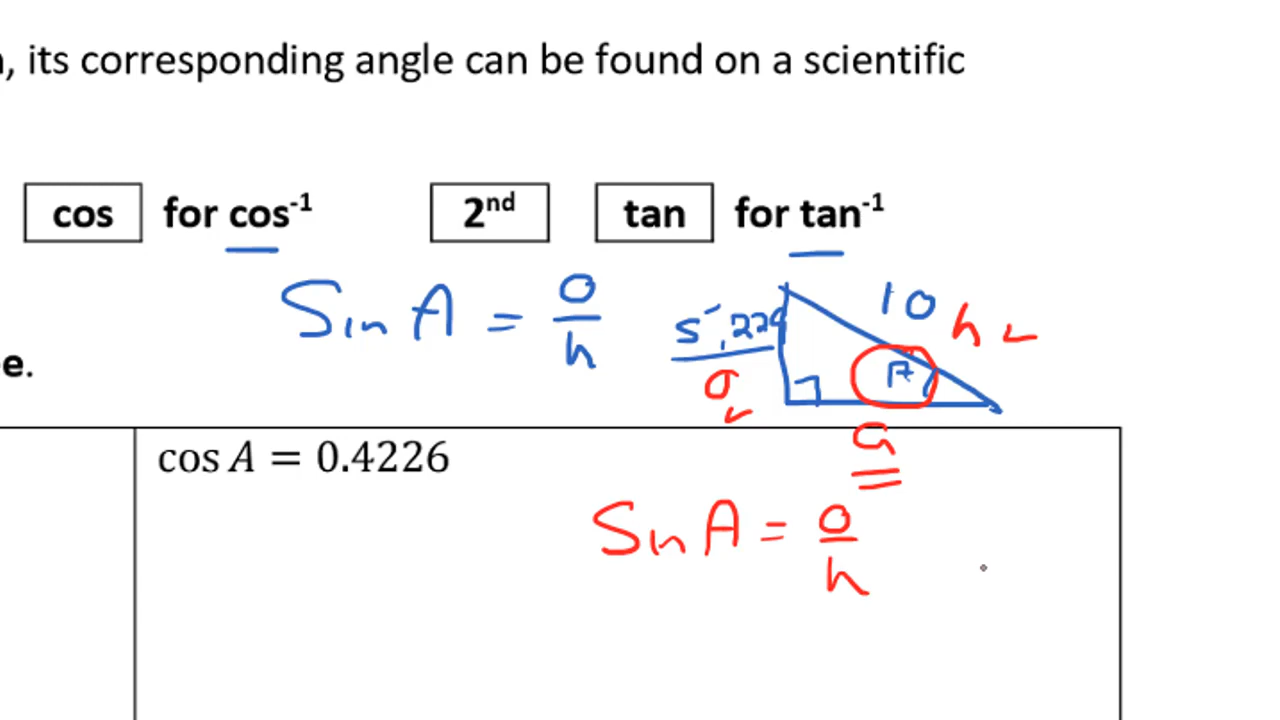 , its corresponding angle can be found on a scientific
cos for cos-1 2nd tan for tan-1
Sin A = o/h
10 h
e.
A
o
a
cos A = 0.4226
Sin A = o/h